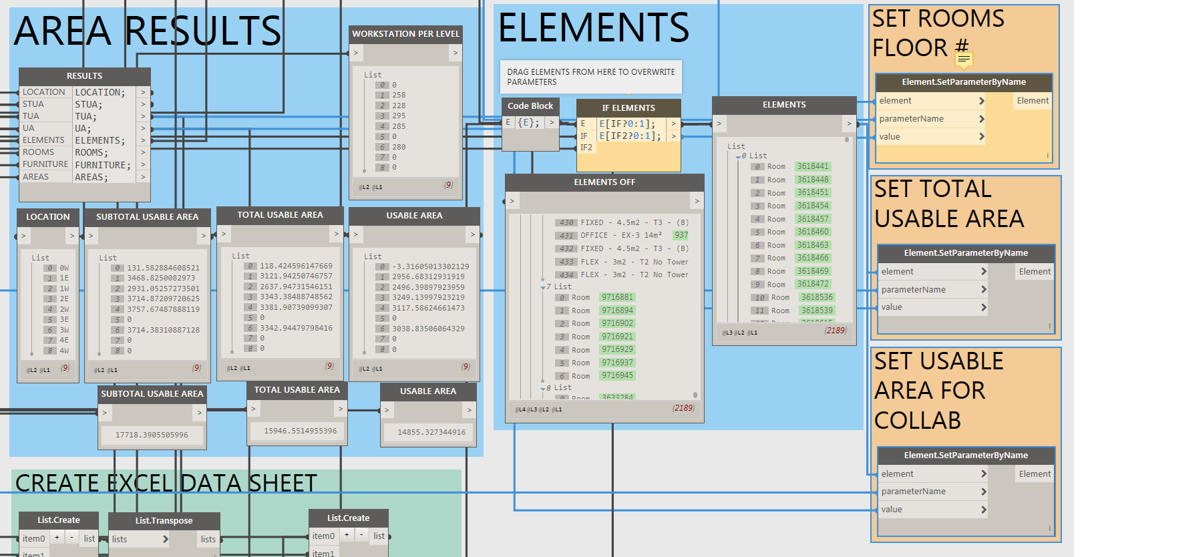 AREA RESULTS
WORKSTATION PER LEVEL
>
>
List
0 0
1 258
2 228
3 295
4 285
5 0
6 280
7 0
8 0
@L2 @L1
(9)
RESULTS
LOCATION LOCATION; >
STUA STUA; >
TUA TUA; >
UA UA; >
ELEMENTS ELEMENTS; >
ROOMS ROOMS; >
FURNITURE FURNITURE; >
AREAS AREAS; >
LOCATION
>
>
List
0 0W
1 1E
2 1W
3 2E
4 2W
5 3E
6 3W
7 4E
8 4W
@L2 @L1
(9)
SUBTOTAL USABLE AREA
>
>
List
0 131.582884608521
1 3468.8250082973
2 2931.05257273501
3 3714.87209720625
4 3757.67487888119
5 0
6 3714.38310887128
7 0
8 0
@L2 @L1
(9)
TOTAL USABLE AREA
>
>
List
0 118.424596147669
1 3121.94250746757
2 2637.94731546151
3 3343.38488748562
4 3381.90739099307
5 0
6 3342.94479798416
7 0
8 0
@L2 @L1
(9)
USABLE AREA
>
>
List
0 -3.31605013302129
1 2956.68312931919
2 2496.39897923959
3 3249.13997923219
4 3117.58624661473
5 0
6 3038.83506064329
7 0
8 0
@L2 @L1
(9)
SUBTOTAL USABLE AREA
>
>
17718.3905505996
TOTAL USABLE AREA
>
>
15946.5514955396
USABLE AREA
>
>
14855.327344916
CREATE EXCEL DATA SHEET
List.Create
item0 + - list
item1
List.Transpose
lists > lists
List.Create
item0 + - list
item1
ELEMENTS
DRAG ELEMENTS FROM HERE TO OVERWRITE
PARAMETERS
Code Block
E {E}; >
IF ELEMENTS
E E[IF?0:1]; >
IF E[IF2?0:1]; >
IF2
ELEMENTS
>
>
List
0 List
0 Room 3618441
1 Room 3618448
2 Room 3618451
3 Room 3618454
4 Room 3618457
5 Room 3618460
6 Room 3618463
7 Room 3618466
8 Room 3618469
9 Room 3618472
10 Room 3618536
11 Room 3618539
@L3 @L2 @L1
(2189)
ELEMENTS OFF
>
>
430 FIXED - 4.5m2 - T3 - (B)
431 OFFICE - EX-3 14m² 937
432 FIXED - 4.5m2 - T3 - (B)
433 FLEX - 3m2 - T2 No Tower
434 FLEX - 3m2 - T2 No Tower
7 List
0 Room 9716881
1 Room 9716894
2 Room 9716902
3 Room 9716921
4 Room 9716929
5 Room 9716937
6 Room 9716945
8 List
0 Room 3633284
@L4 @L3 @L2 @L1
(2189)
SET ROOMS
FLOOR #
Element.SetParameterByName
element > Element
parameterName >
value >
SET TOTAL
USABLE AREA
Element.SetParameterByName
element > Element
parameterName >
value >
SET USABLE
AREA FOR
COLLAB
Element.SetParameterByName
element > Element
parameterName >
value >